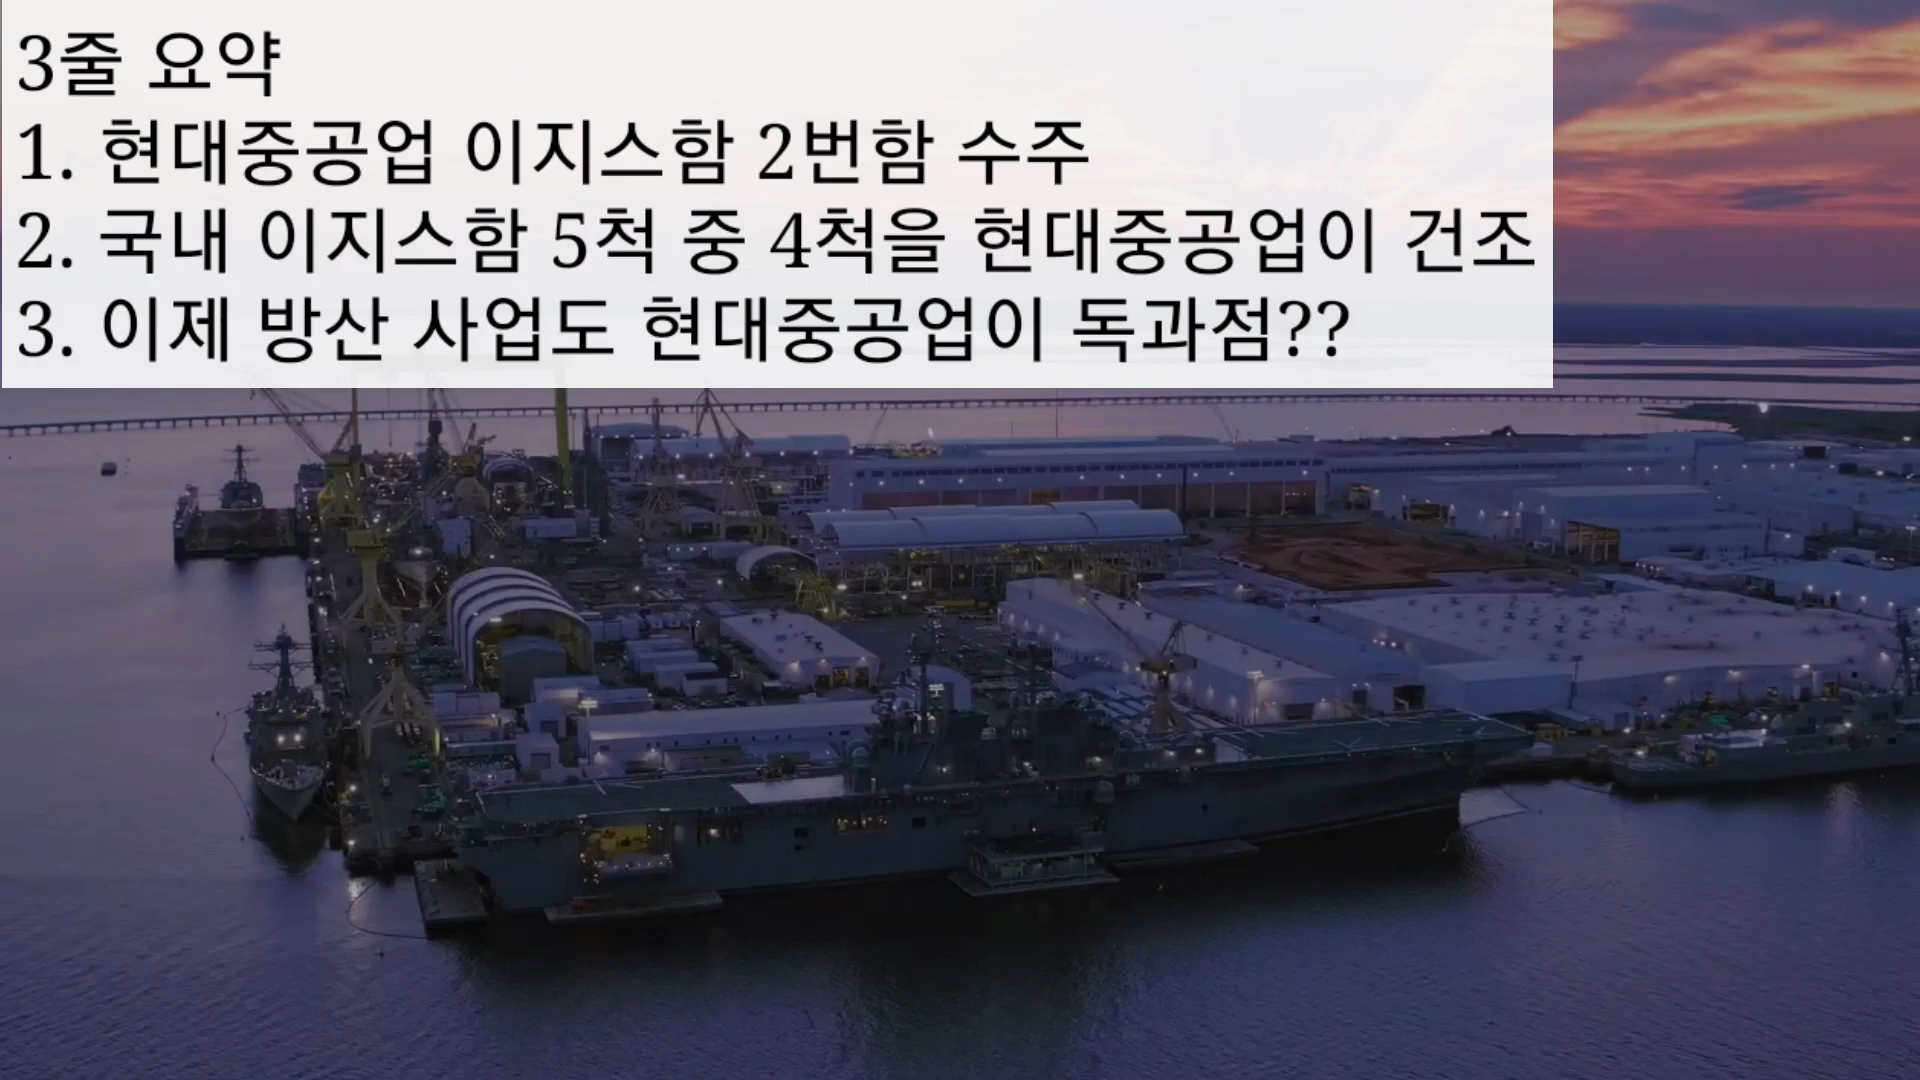 3줄 요약
1. 현대중공업 이지스함 2번함 수주
2. 국내 이지스함 5척 중 4척을 현대중공업이 건조
3. 이제 방산 사업도 현대중공업이 독과점??